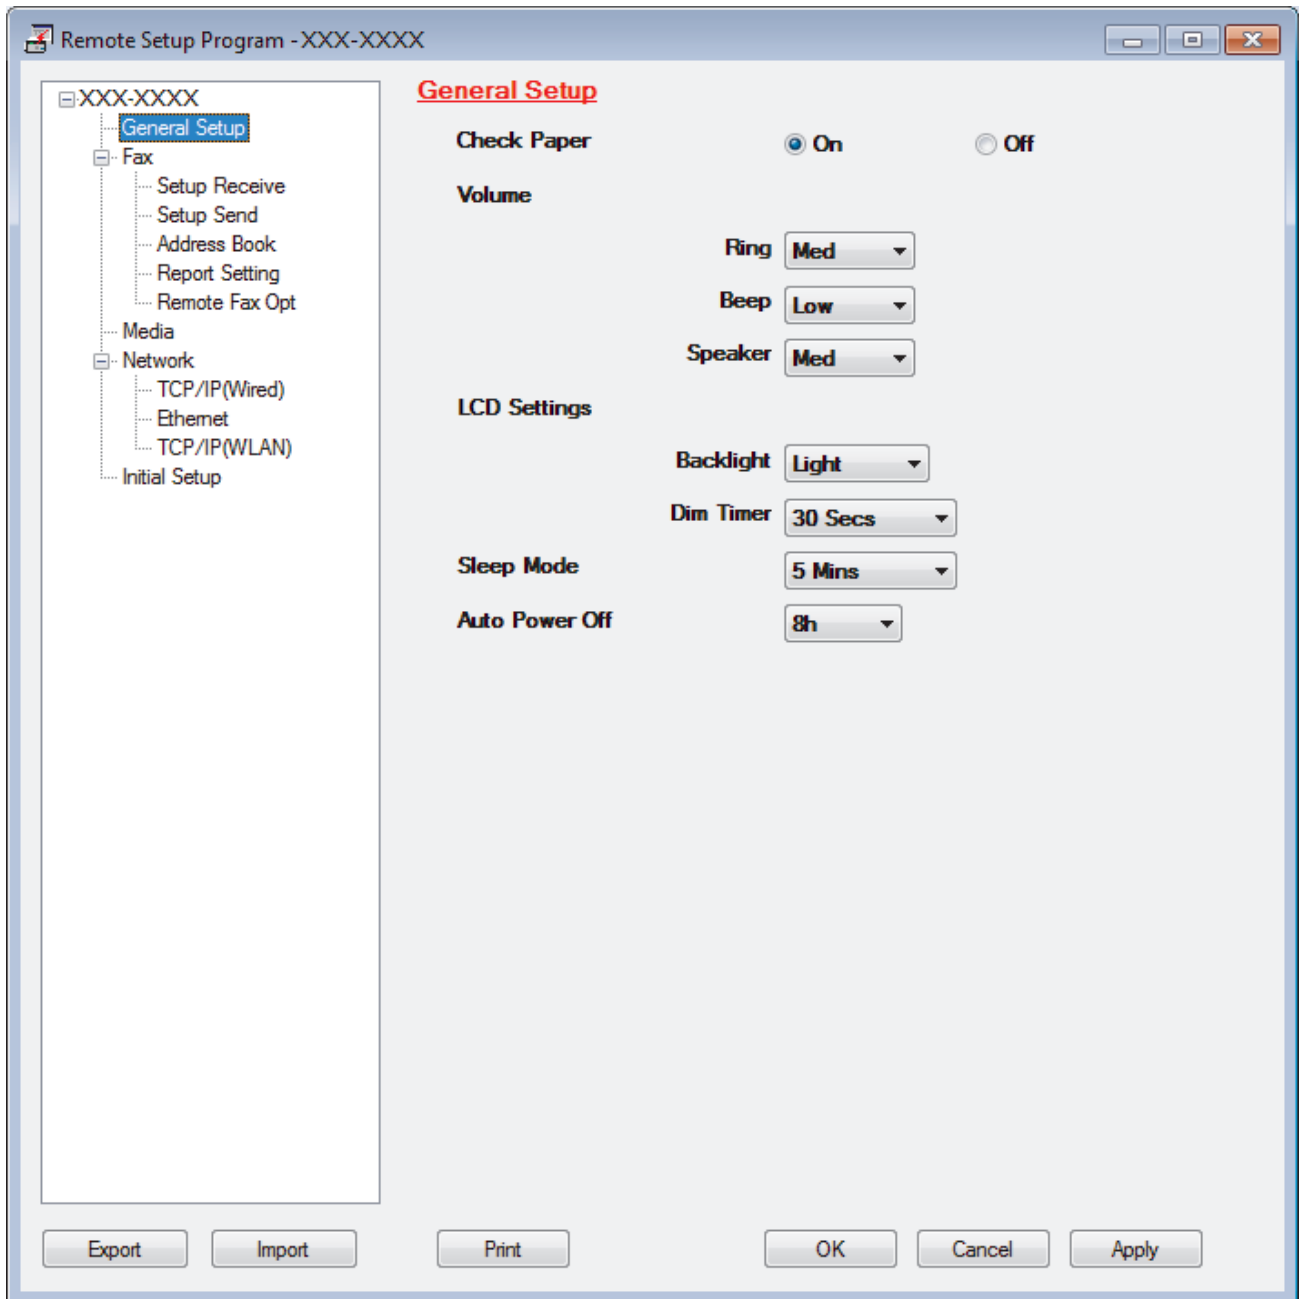 Remote Setup Program - XXX-XXXX
XXX-XXXX
General Setup
Fax
Setup Receive
Setup Send
Address Book
Report Setting
Remote Fax Opt
Media
Network
TCP/IP(Wired)
Ethernet
TCP/IP(WLAN)
Initial Setup
General Setup
Check Paper On Off
Volume
Ring Med
Beep Low
Speaker Med
LCD Settings
Backlight Light
Dim Timer 30 Secs
Sleep Mode 5 Mins
Auto Power Off 8h
Export Import Print OK Cancel Apply